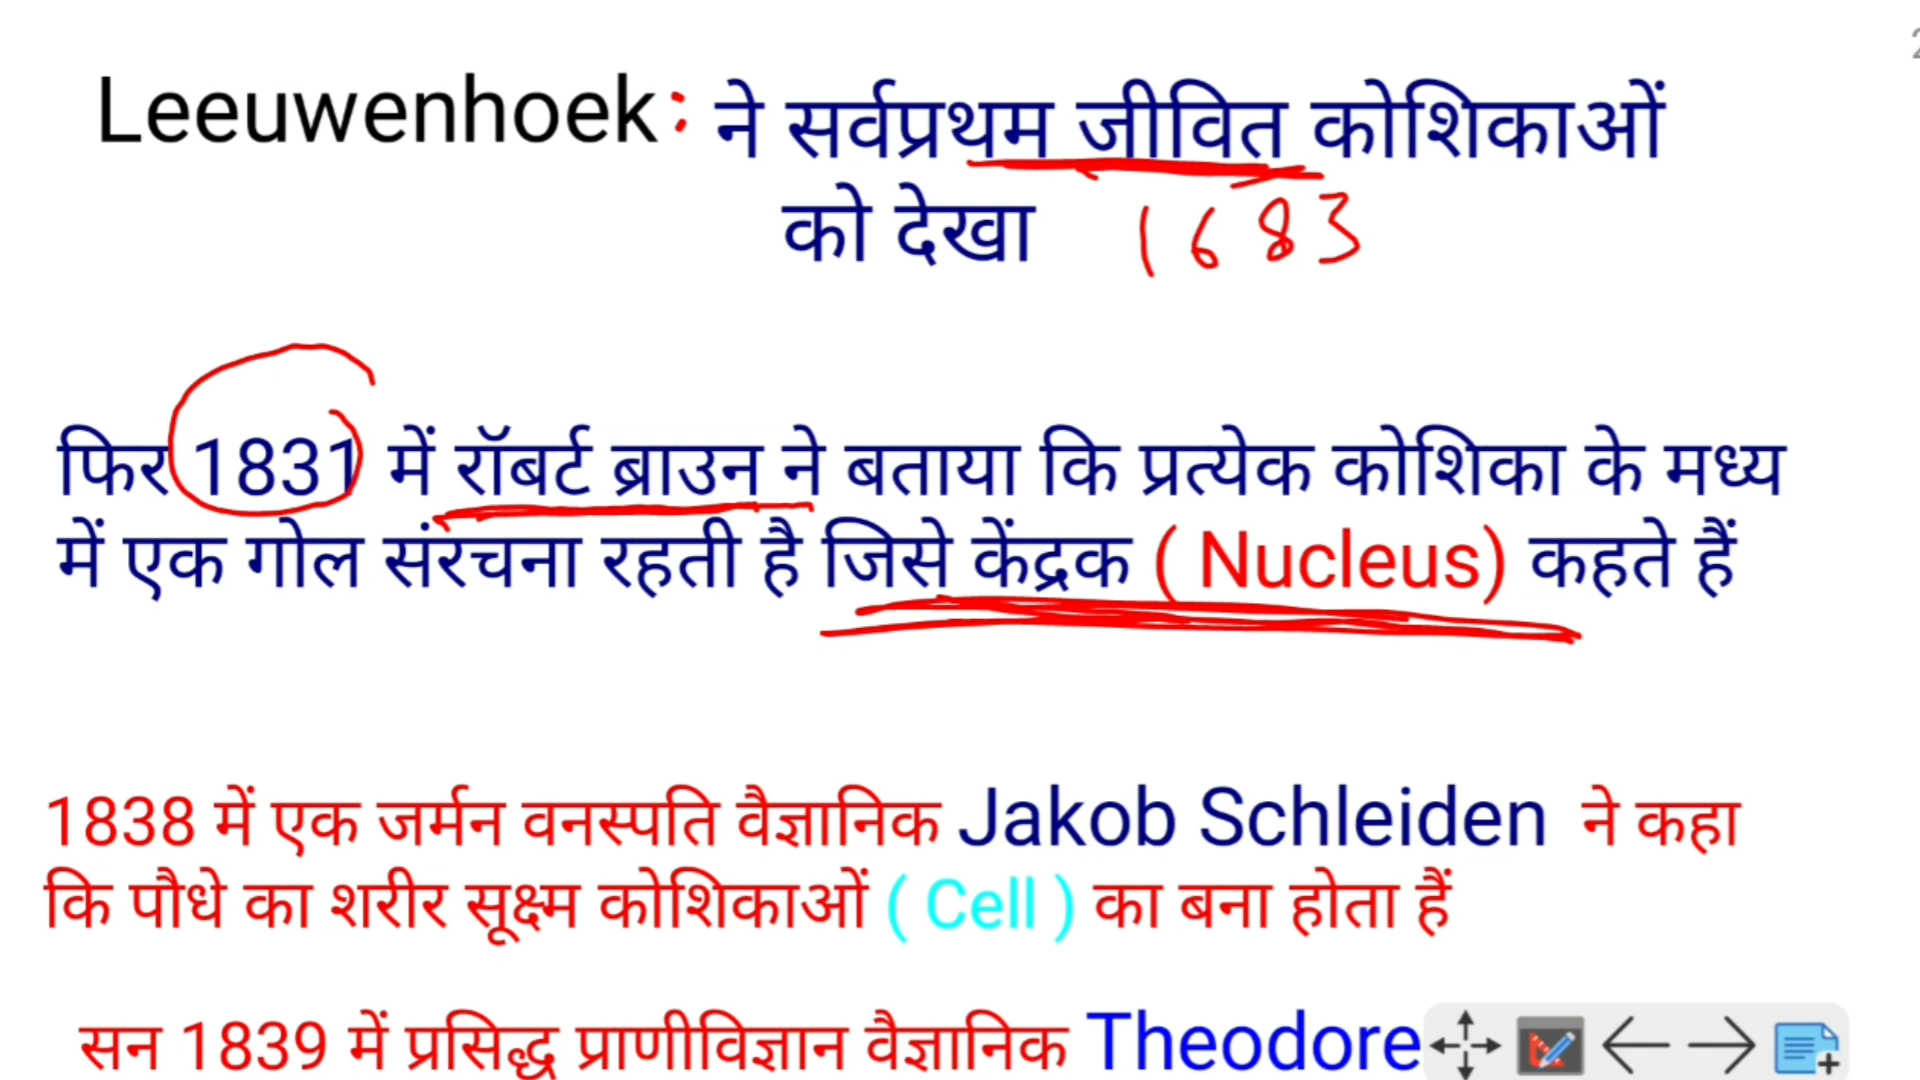 Leeuwenhoek: ने सर्वप्रथम जीवित कोशिकाओं
को देखा 1683
फिर 1831 में रॉबर्ट ब्राउन ने बताया कि प्रत्येक कोशिका के मध्य
में एक गोल संरचना रहती है जिसे केंद्रक ( Nucleus) कहते हैं
1838 में एक जर्मन वनस्पति वैज्ञानिक Jakob Schleiden ने कहा
कि पौधे का शरीर सूक्ष्म कोशिकाओं ( Cell ) का बना होता हैं
सन 1839 में प्रसिद्ध प्राणीविज्ञान वैज्ञानिक Theodore